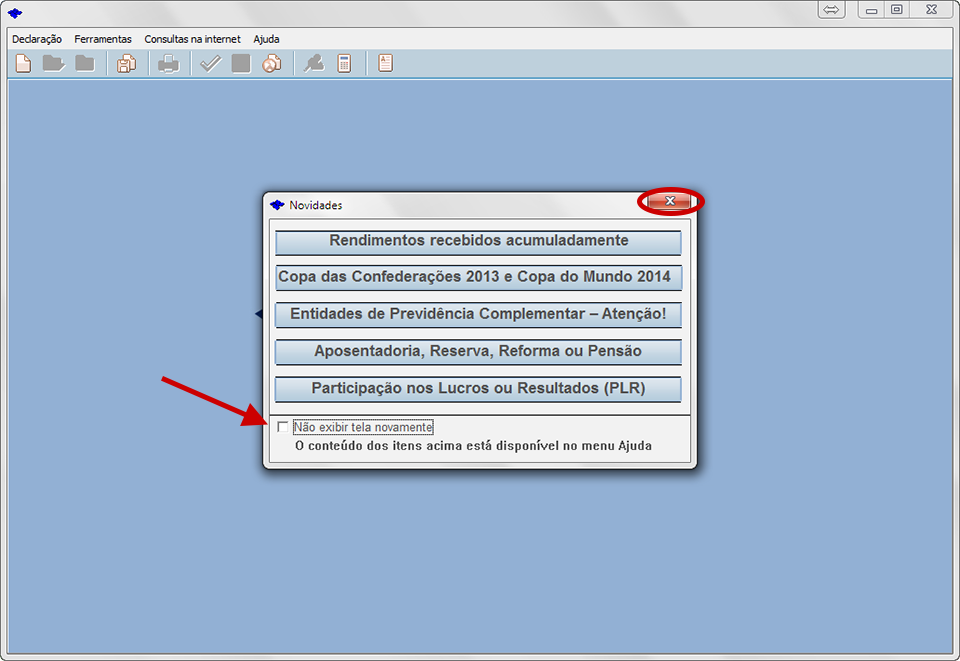 Declaração Ferramentas Consultas na internet Ajuda
Novidades
Rendimentos recebidos acumuladamente
Copa das Confederações 2013 e Copa do Mundo 2014
Entidades de Previdência Complementar – Atenção!
Aposentadoria, Reserva, Reforma ou Pensão
Participação nos Lucros ou Resultados (PLR)
Não exibir tela novamente
O conteúdo dos itens acima está disponível no menu Ajuda